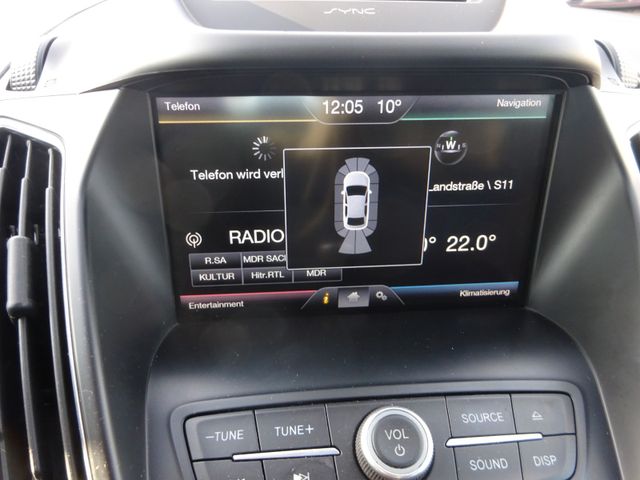 SYNC
Telefon 12:05 10° Navigation
W
Telefon wird verl
Landstraße \ S11
RADIO
0° 22.0°
R.SA MDR SAC
KULTUR Hitr.RTL MDR
Entertainment i Klimatisierung
−TUNE TUNE+ VOL SOURCE
SOUND DISP